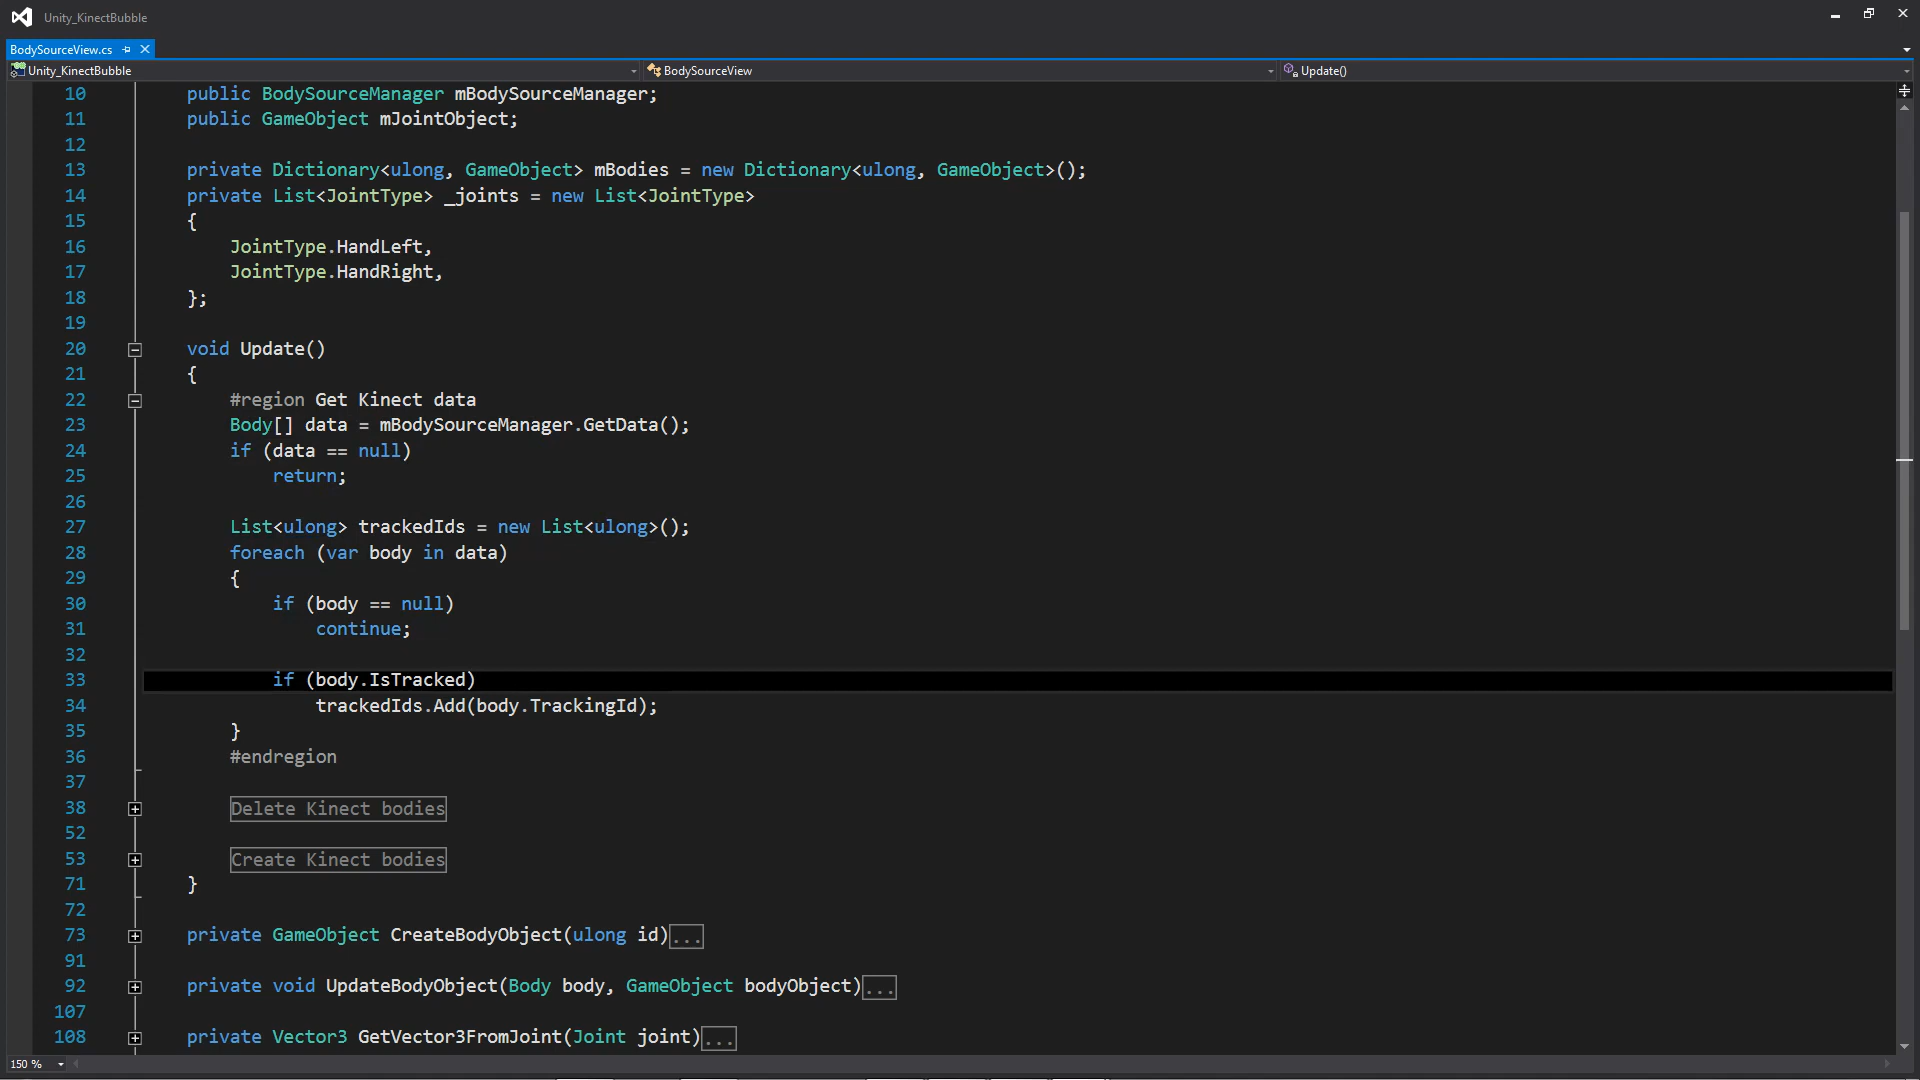 Unity_KinectBubble
BodySourceView.cs
Unity_KinectBubble
BodySourceView
Update()
10 public BodySourceManager mBodySourceManager;
11 public GameObject mJointObject;
12
13 private Dictionary<ulong, GameObject> mBodies = new Dictionary<ulong, GameObject>();
14 private List<JointType> _joints = new List<JointType>
15 {
16 JointType.HandLeft,
17 JointType.HandRight,
18 };
19
20 void Update()
21 {
22 #region Get Kinect data
23 Body[] data = mBodySourceManager.GetData();
24 if (data == null)
25 return;
26
27 List<ulong> trackedIds = new List<ulong>();
28 foreach (var body in data)
29 {
30 if (body == null)
31 continue;
32
33 if (body.IsTracked)
34 trackedIds.Add(body.TrackingId);
35 }
36 #endregion
37
38 Delete Kinect bodies
52
53 Create Kinect bodies
71 }
72
73 private GameObject CreateBodyObject(ulong id)...
91
92 private void UpdateBodyObject(Body body, GameObject bodyObject)...
107
108 private Vector3 GetVector3FromJoint(Joint joint)...
150 %